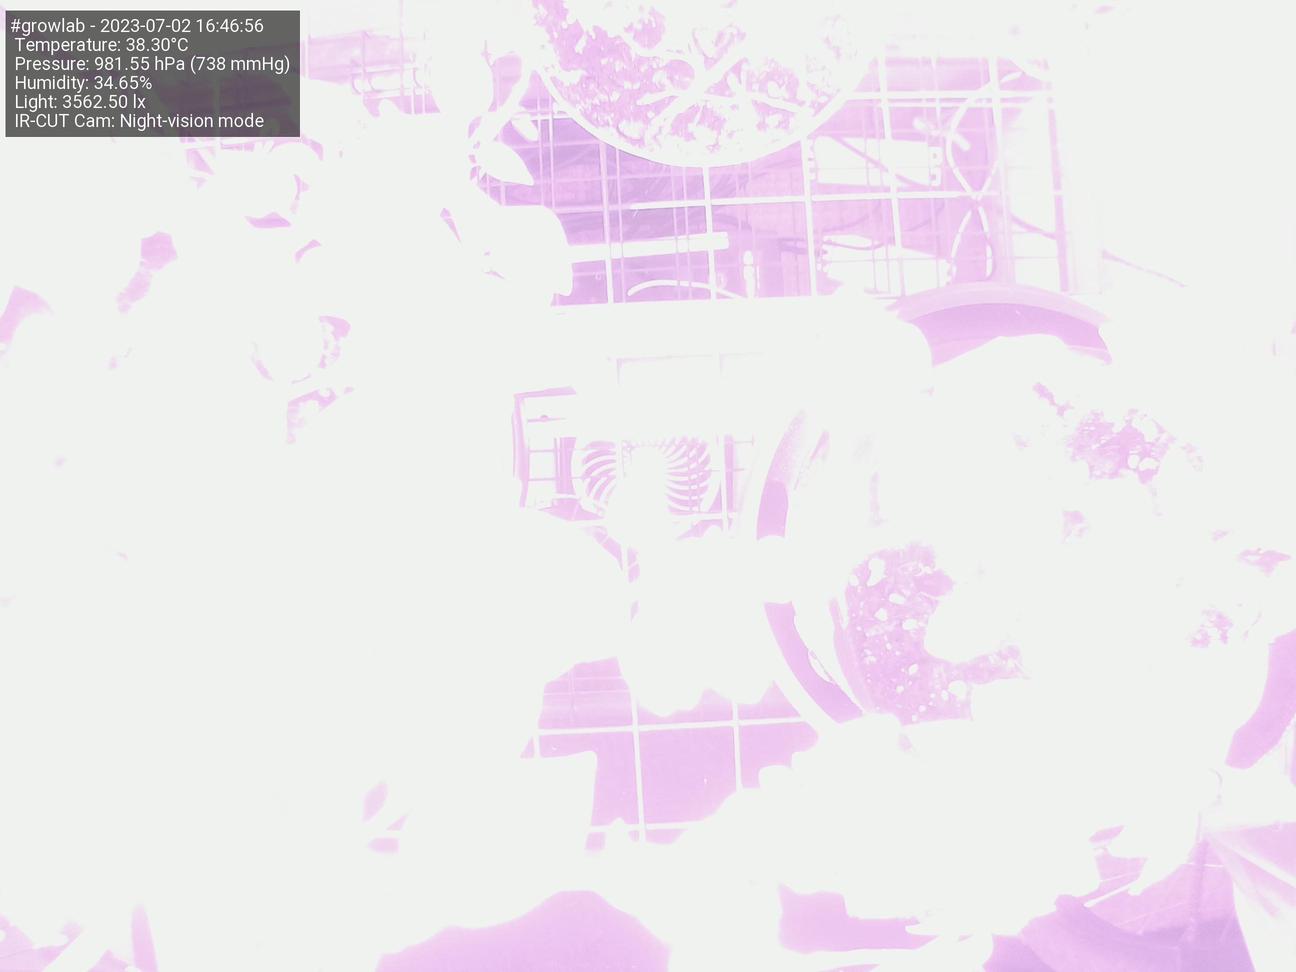 #growlab - 2023-07-02 16:46:56
Temperature: 38.30°C
Pressure: 981.55 hPa (738 mmHg)
Humidity: 34.65%
Light: 3562.50 lx
IR-CUT Cam: Night-vision mode